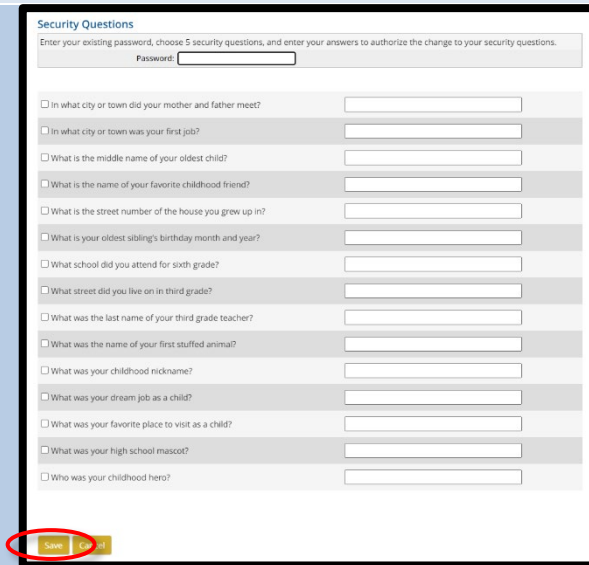 Security Questions
Enter your existing password, choose 5 security questions, and enter your answers to authorize the change to your security questions.
Password:
In what city or town did your mother and father meet?
In what city or town was your first job?
What is the middle name of your oldest child?
What is the name of your favorite childhood friend?
What is the street number of the house you grew up in?
What is your oldest sibling's birthday month and year?
What school did you attend for sixth grade?
What street did you live on in third grade?
What was the last name of your third grade teacher?
What was the name of your first stuffed animal?
What was your childhood nickname?
What was your dream job as a child?
What was your favorite place to visit as a child?
What was your high school mascot?
Who was your childhood hero?
Save Cancel